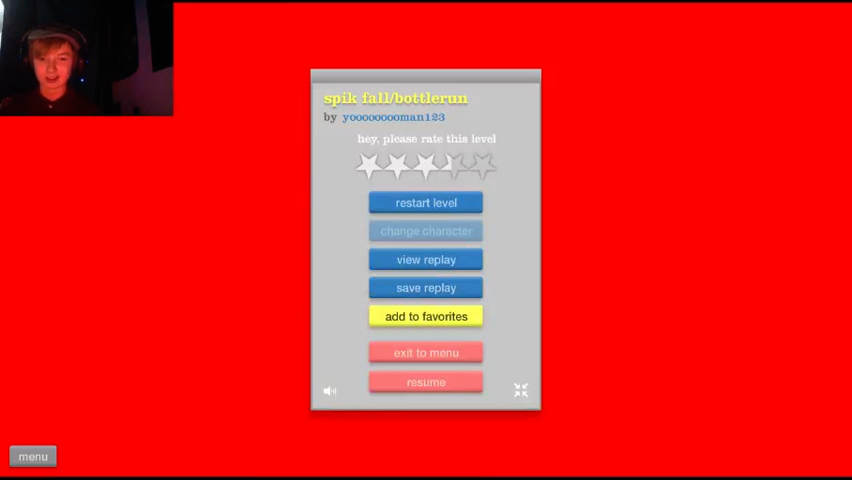 spik fall/bottlerun
by yoooooooman123
hey, please rate this level
restart level
change character
view replay
save replay
add to favorites
exit to menu
resume
menu